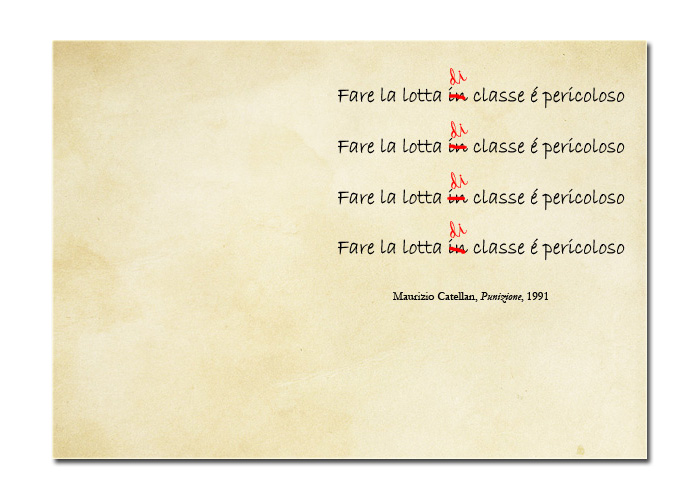 di
Fare la lotta in classe é pericoloso
di
Fare la lotta in classe é pericoloso
di
Fare la lotta in classe é pericoloso
di
Fare la lotta in classe é pericoloso
Maurizio Catellan, Punizione, 1991